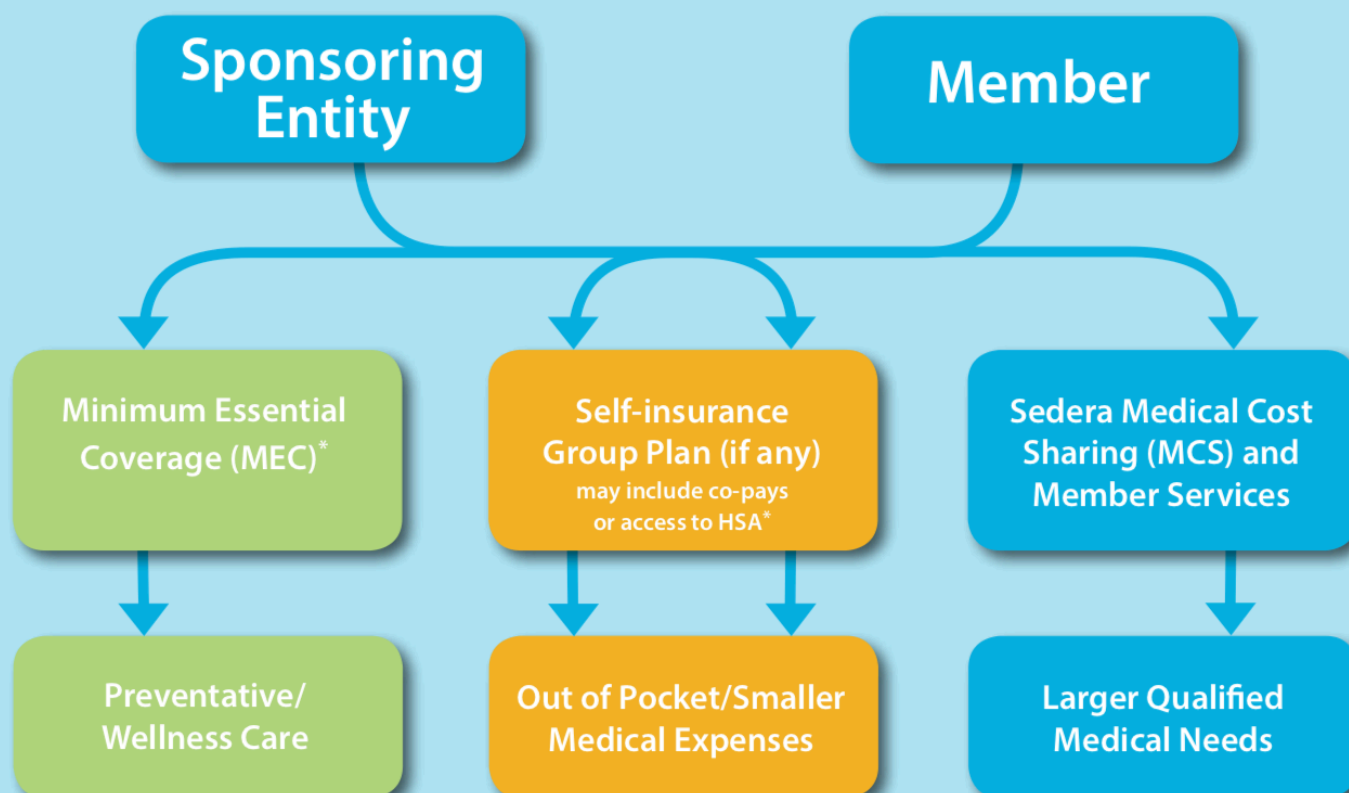 Sponsoring
Entity
Member
Minimum Essential
Coverage (MEC)*
Self-insurance
Group Plan (if any)
may include co-pays
or access to HSA*
Sedera Medical Cost
Sharing (MCS) and
Member Services
Preventative/
Wellness Care
Out of Pocket/Smaller
Medical Expenses
Larger Qualified
Medical Needs